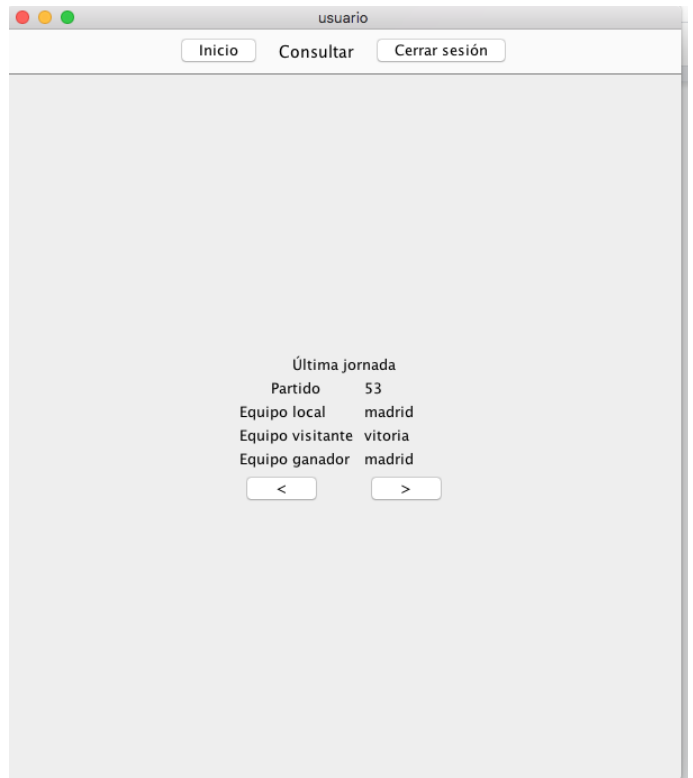 usuario
Inicio Consultar Cerrar sesión
Última jornada
Partido 53
Equipo local madrid
Equipo visitante vitoria
Equipo ganador madrid
< >